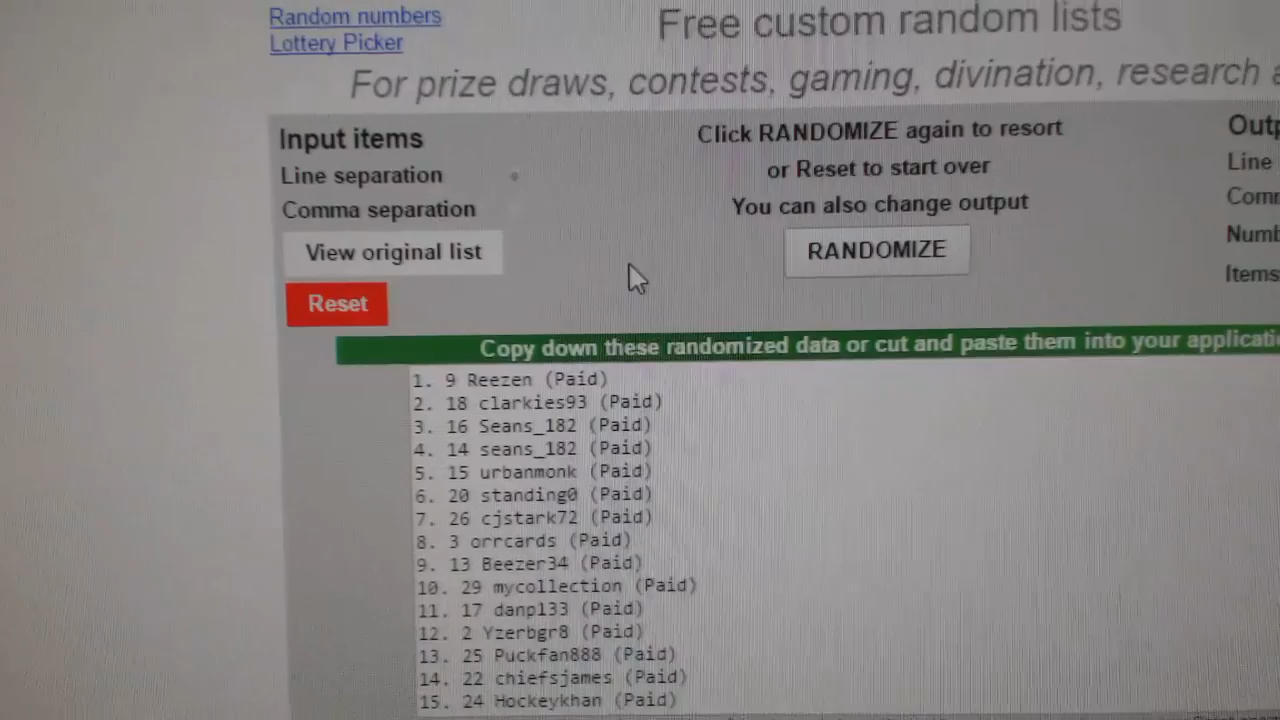 Random numbers
Lottery Picker
Free custom random lists
For prize draws, contests, gaming, divination, research
Input items
Line separation
Comma separation
View original list
Reset
Click RANDOMIZE again to resort
or Reset to start over
You can also change output
RANDOMIZE
Outp
Line
Com
Numb
Items
Copy down these randomized data or cut and paste them into your applicati
1. 9 Reezen (Paid)
2. 18 clarkies93 (Paid)
3. 16 Seans_182 (Paid)
4. 14 seans_182 (Paid)
5. 15 urbanmonk (Paid)
6. 20 standing0 (Paid)
7. 26 cjstark72 (Paid)
8. 3 orrcards (Paid)
9. 13 Beezer34 (Paid)
10. 29 mycollection (Paid)
11. 17 danp133 (Paid)
12. 2 Yzerbgr8 (Paid)
13. 25 Puckfan888 (Paid)
14. 22 chiefsjames (Paid)
15. 24 Hockeykhan (Paid)